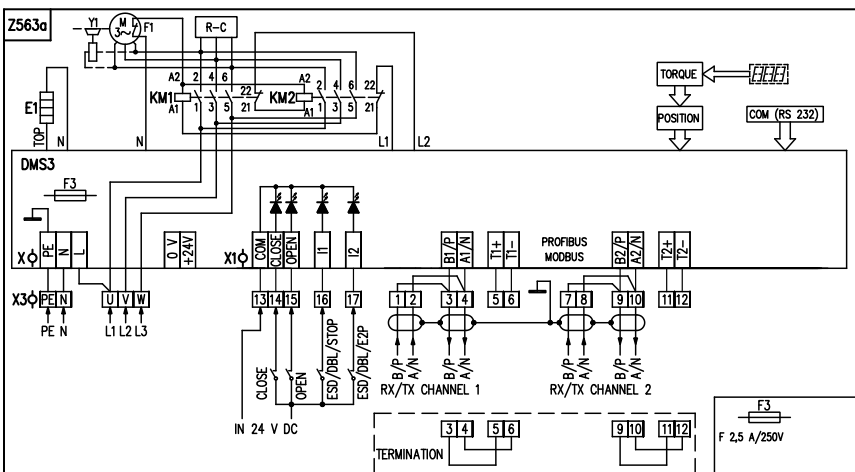 Z563a
Y1
M
3~
F1
R-C
A2
2 4 6
22
A2
2 4 6
22
KM1
A1
1 3 5
21
KM2
A1
1 3 5
21
E1
TOP
N
N
L1
L2
TORQUE
POSITION
COM (RS 232)
DMS3
F3
X
PE
N
L
0 V
+24V
X1
COM
CLOSE
OPEN
I1
I2
B1/P
A1/N
T1+
T1-
PROFIBUS
MODBUS
B2/P
A2/N
T2+
T2-
X3
PE N
U V W
13 14 15 16 17
1 2 3 4 5 6
7 8 9 10 11 12
PE N
L1 L2 L3
CLOSE
OPEN
ESD/DBL/STOP
ESD/DBL/E2P
IN 24 V DC
B/P
A/N
B/P
A/N
RX/TX CHANNEL 1
B/P
A/N
B/P
A/N
RX/TX CHANNEL 2
TERMINATION
3 4 5 6
9 10 11 12
F3
F 2,5 A/250V